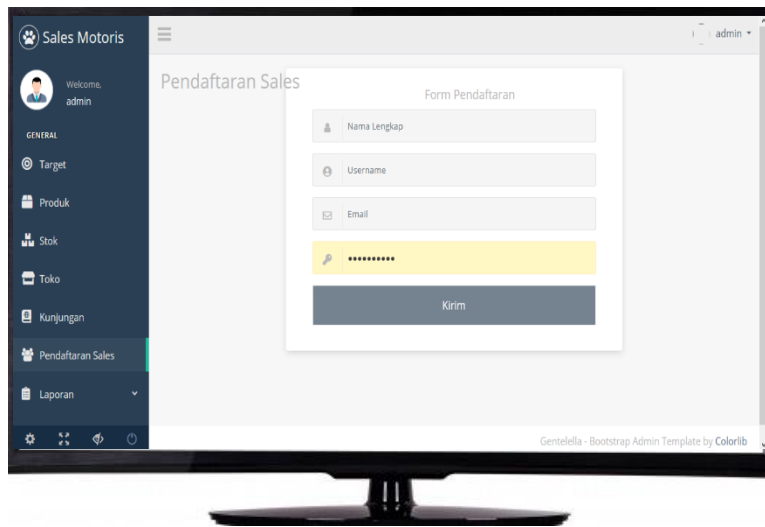 Sales Motoris
admin
Welcome,
admin
GENERAL
Target
Produk
Stok
Toko
Kunjungan
Pendaftaran Sales
Laporan
Pendaftaran Sales
Form Pendaftaran
Nama Lengkap
Username
Email
••••••••••
Kirim
Gentelella - Bootstrap Admin Template by Colorlib